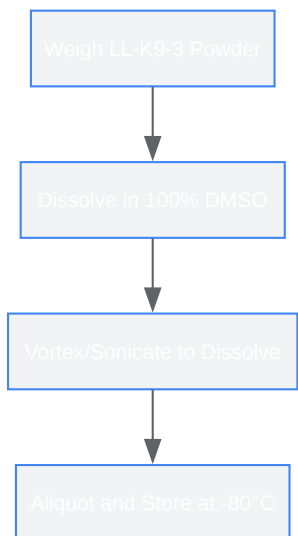 Weigh LL-K9-3 Powder
Dissolve in 100% DMSO
Vortex/Sonicate to Dissolve
Aliquot and Store at -80°C